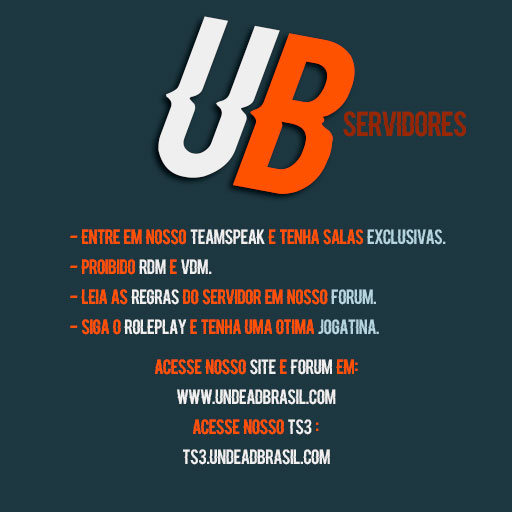 UB
SERVIDORES
- ENTRE EM NOSSO TEAMSPEAK E TENHA SALAS EXCLUSIVAS.
- PROIBIDO RDM E VDM.
- LEIA AS REGRAS DO SERVIDOR EM NOSSO FORUM.
- SIGA O ROLEPLAY E TENHA UMA OTIMA JOGATINA.
ACESSE NOSSO SITE E FORUM EM:
WWW.UNDEADBRASIL.COM
ACESSE NOSSO TS3 :
TS3.UNDEADBRASIL.COM